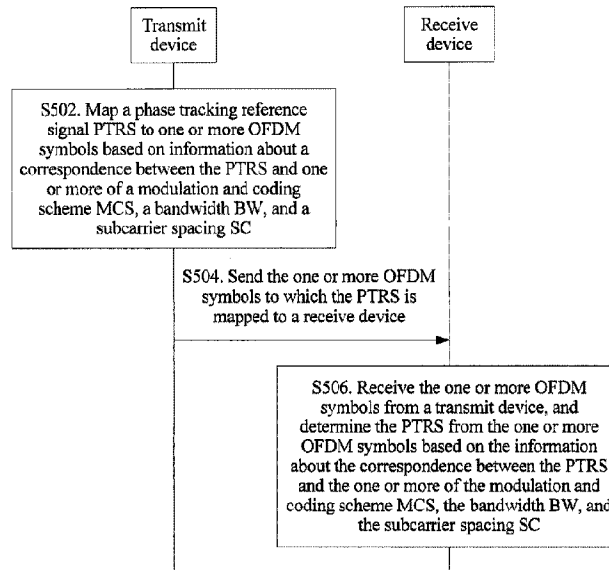 Transmit
device
Receive
device
S502. Map a phase tracking reference
signal PTRS to one or more OFDM
symbols based on information about a
correspondence between the PTRS and one
or more of a modulation and coding
scheme MCS, a bandwidth BW, and a
subcarrier spacing SC
S504. Send the one or more OFDM
symbols to which the PTRS is
mapped to a receive device
S506. Receive the one or more OFDM
symbols from a transmit device, and
determine the PTRS from the one or more
OFDM symbols based on the information
about the correspondence between the PTRS
and the one or more of the modulation and
coding scheme MCS, the bandwidth BW, and
the subcarrier spacing SC